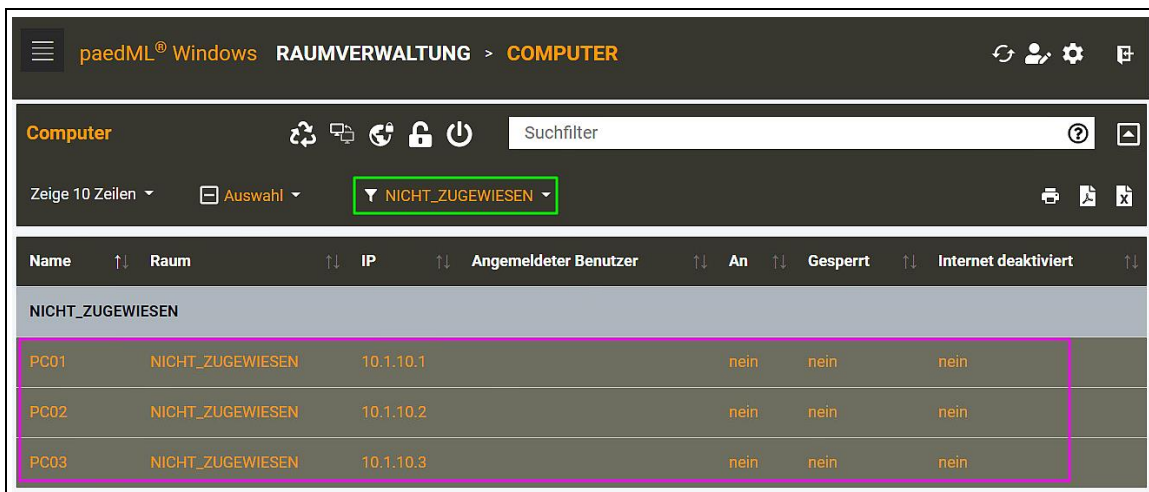 paedML® Windows RAUMVERWALTUNG > COMPUTER
Computer Suchfilter
Zeige 10 Zeilen Auswahl NICHT_ZUGEWIESEN
Name Raum IP Angemeldeter Benutzer An Gesperrt Internet deaktiviert
NICHT_ZUGEWIESEN
PC01 NICHT_ZUGEWIESEN 10.1.10.1 nein nein nein
PC02 NICHT_ZUGEWIESEN 10.1.10.2 nein nein nein
PC03 NICHT_ZUGEWIESEN 10.1.10.3 nein nein nein